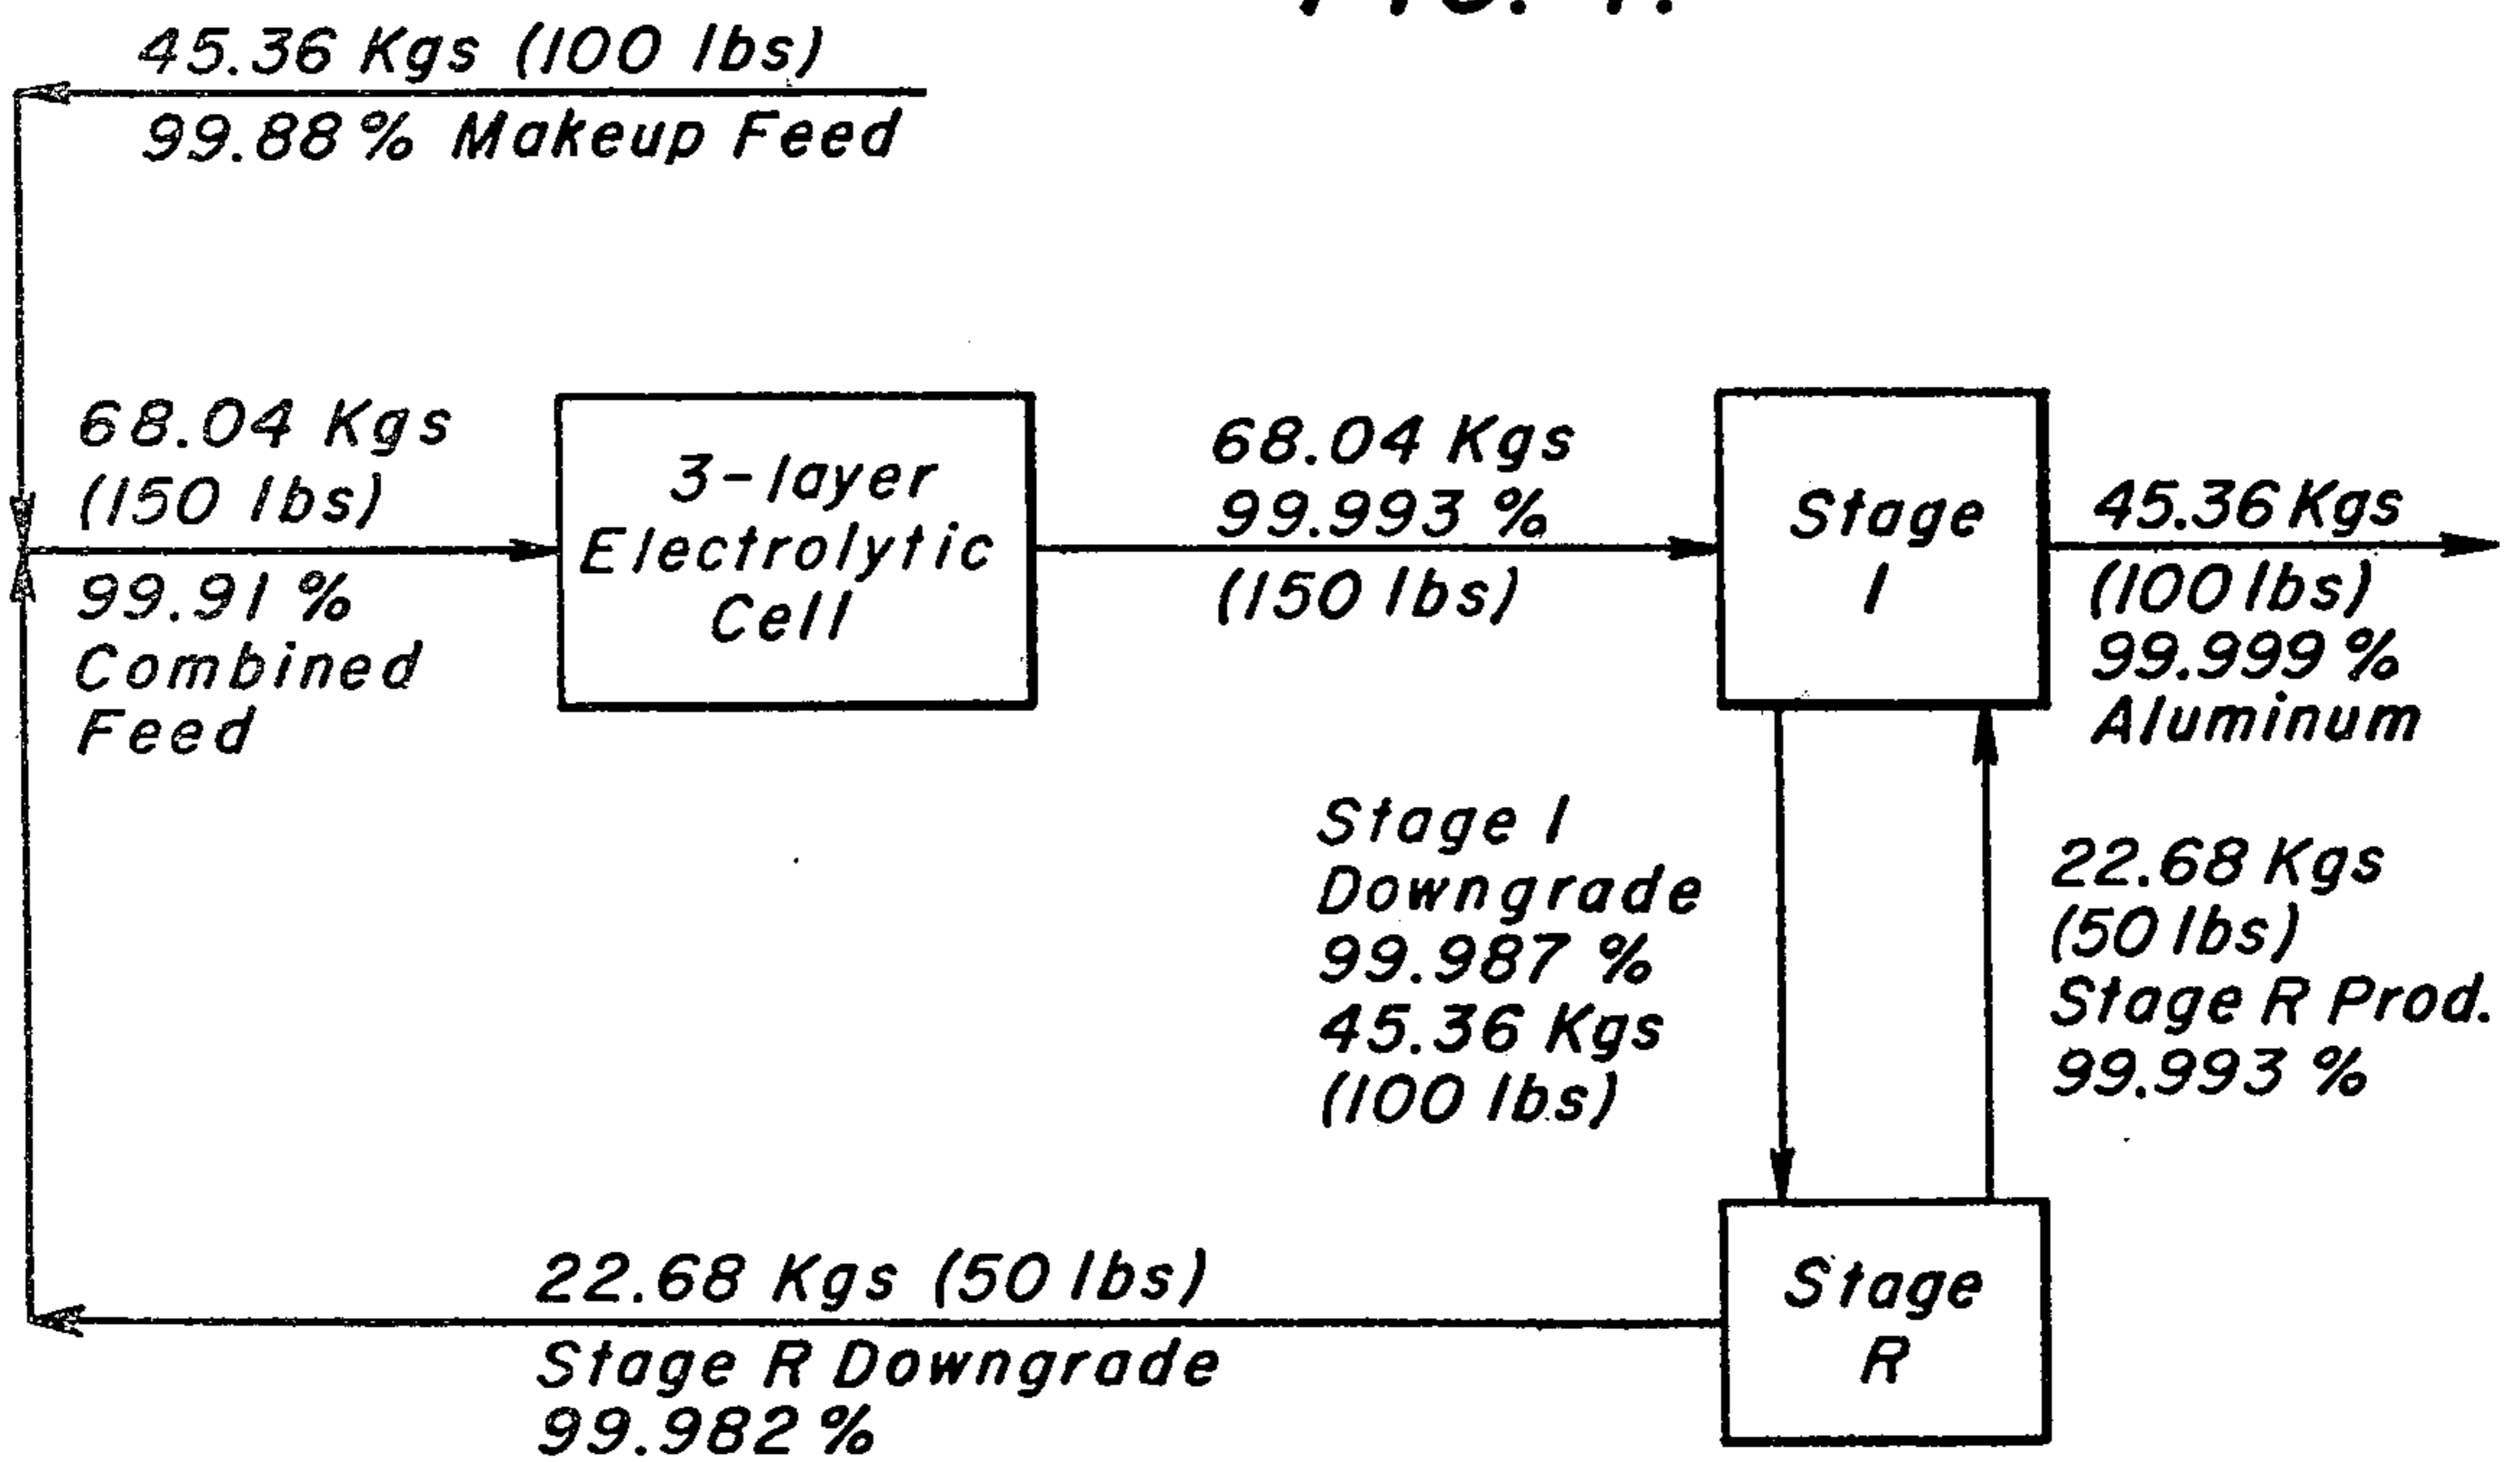 45.36 Kgs (100 lbs)
99.88% Makeup Feed
68.04 Kgs
(150 lbs)
99.91 %
Combined
Feed
3-layer
Electrolytic
Cell
68.04 Kgs
99.993 %
(150 lbs)
Stage
I
45.36 Kgs
(100 lbs)
99.999 %
Aluminum
Stage I
Downgrade
99.987 %
45.36 Kgs
(100 lbs)
22.68 Kgs
(50 lbs)
Stage R Prod.
99.993 %
22.68 Kgs (50 lbs)
Stage R Downgrade
99.982%
Stage
R